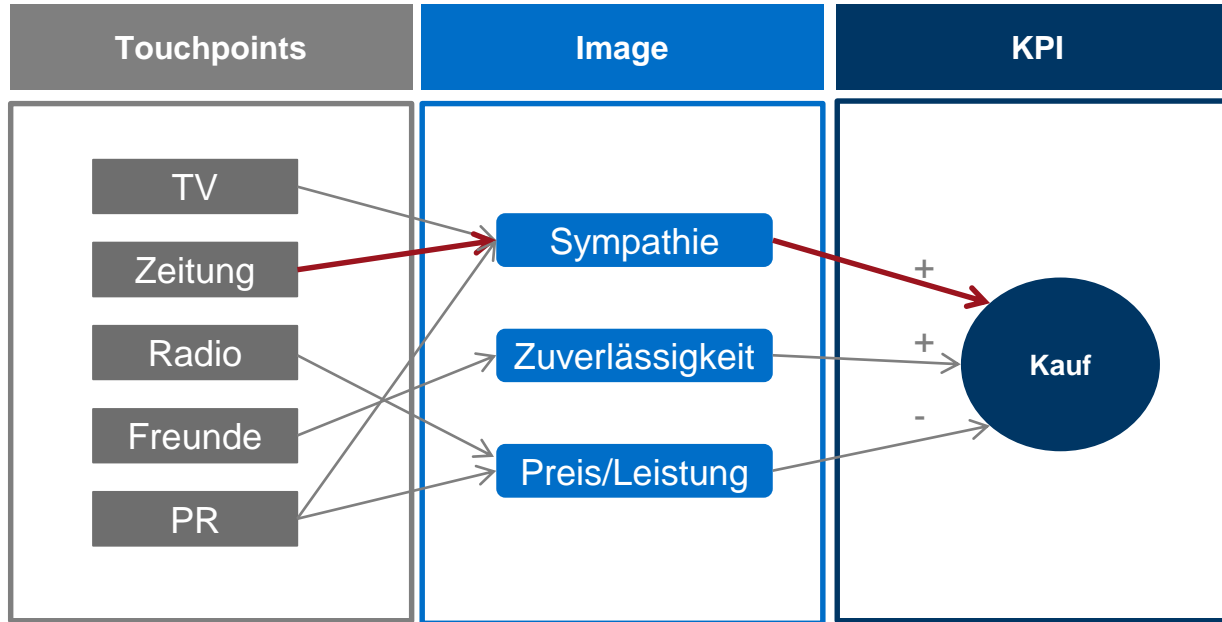 Touchpoints
Image
KPI
TV
Zeitung
Radio
Freunde
PR
Sympathie
Zuverlässigkeit
Preis/Leistung
+
+
-
Kauf